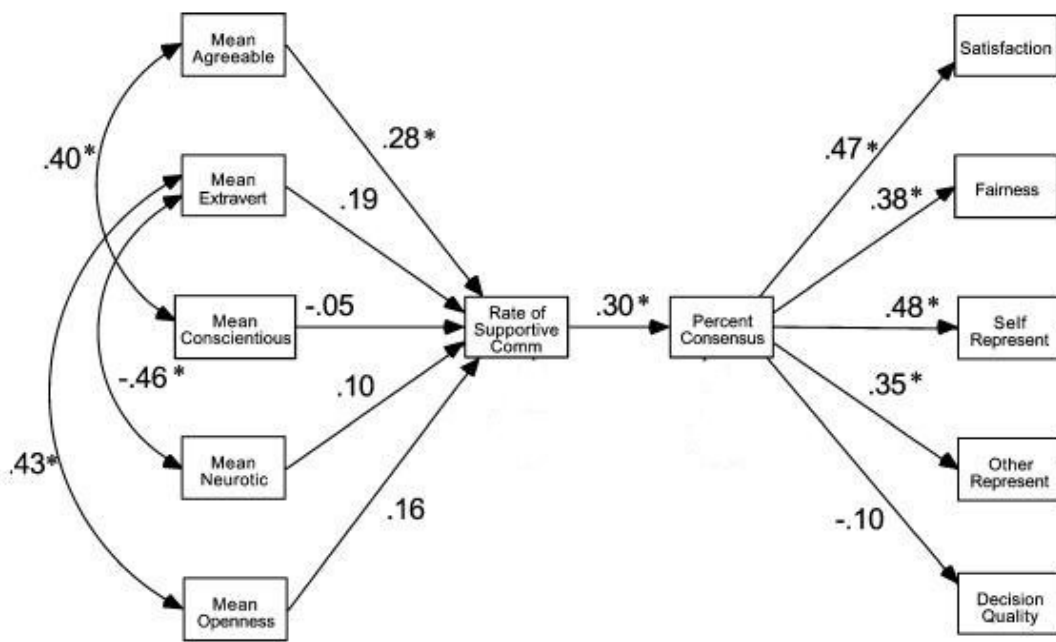 Mean
Agreeable
Satisfaction
.40*
.28*
.47*
Mean
Extravert
.19
.38*
Fairness
Mean
Conscientious
-.05
Rate of
Supportive
Comm
.30*
Percent
Consensus
.48*
Self
Represent
-.46*
.10
.35*
Mean
Neurotic
.43*
Other
Represent
.16
-.10
Mean
Openness
Decision
Quality